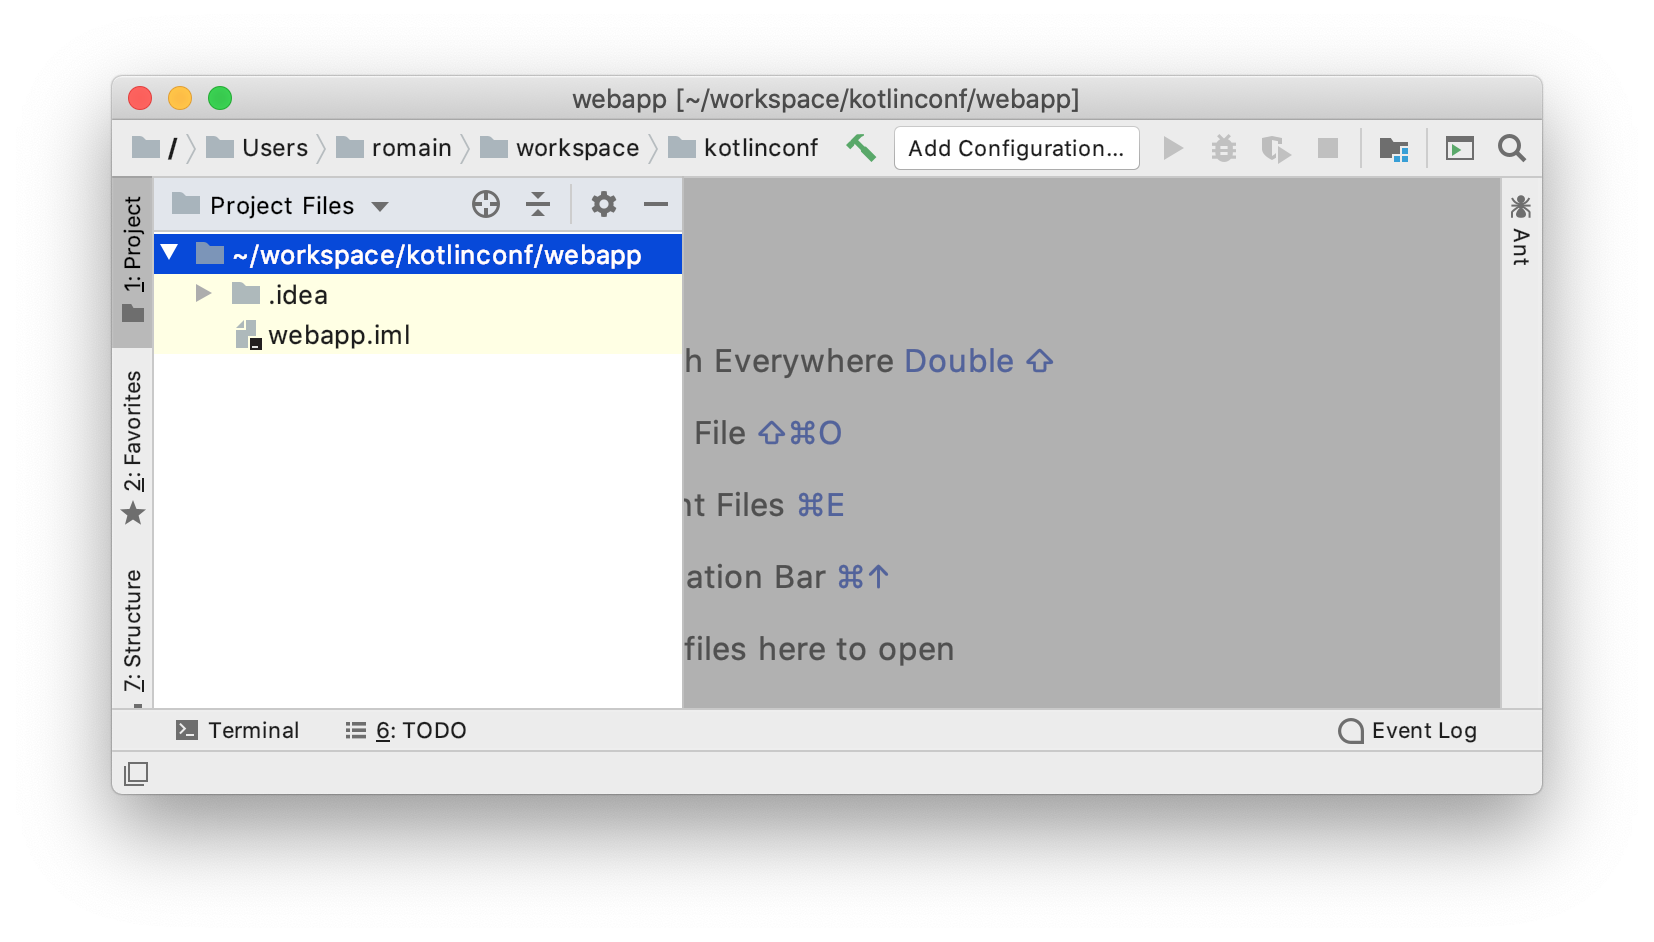 webapp [~/workspace/kotlinconf/webapp]
/ Users romain workspace kotlinconf Add Configuration...
1: Project
2: Favorites
7: Structure
Project Files
~/workspace/kotlinconf/webapp
.idea
webapp.iml
h Everywhere Double ⇧
File ⇧⌘O
nt Files ⌘E
ation Bar ⌘↑
files here to open
Ant
Terminal 6: TODO Event Log